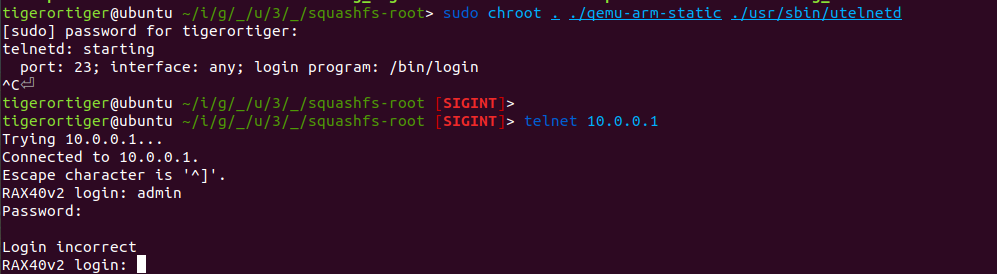 tigerortiger@ubuntu ~/i/g/_/u/3/_/squashfs-root> sudo chroot . ./qemu-arm-static ./usr/sbin/utelnetd
[sudo] password for tigerortiger:
telnetd: starting
  port: 23; interface: any; login program: /bin/login
^C⏎
tigerortiger@ubuntu ~/i/g/_/u/3/_/squashfs-root [SIGINT]>
tigerortiger@ubuntu ~/i/g/_/u/3/_/squashfs-root [SIGINT]> telnet 10.0.0.1
Trying 10.0.0.1...
Connected to 10.0.0.1.
Escape character is '^]'.
RAX40v2 login: admin
Password:
Login incorrect
RAX40v2 login: